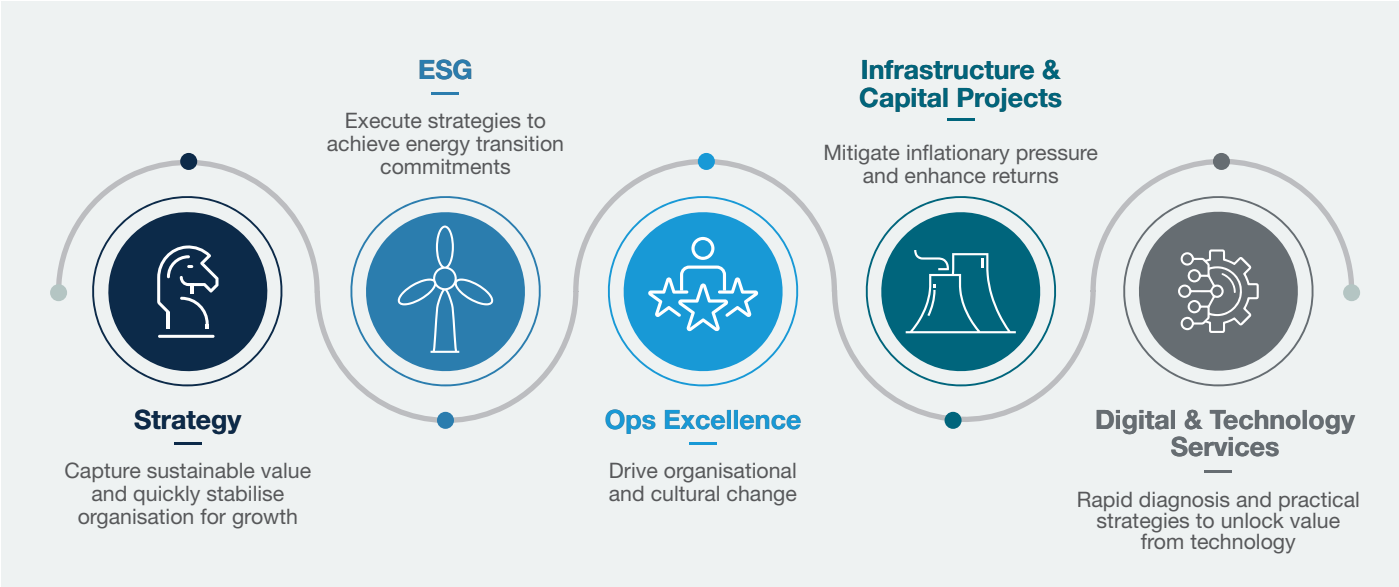 Strategy
Capture sustainable value
and quickly stabilise
organisation for growth
ESG
Execute strategies to
achieve energy transition
commitments
Ops Excellence
Drive organisational
and cultural change
Infrastructure &
Capital Projects
Mitigate inflationary pressure
and enhance returns
Digital & Technology
Services
Rapid diagnosis and practical
strategies to unlock value
from technology